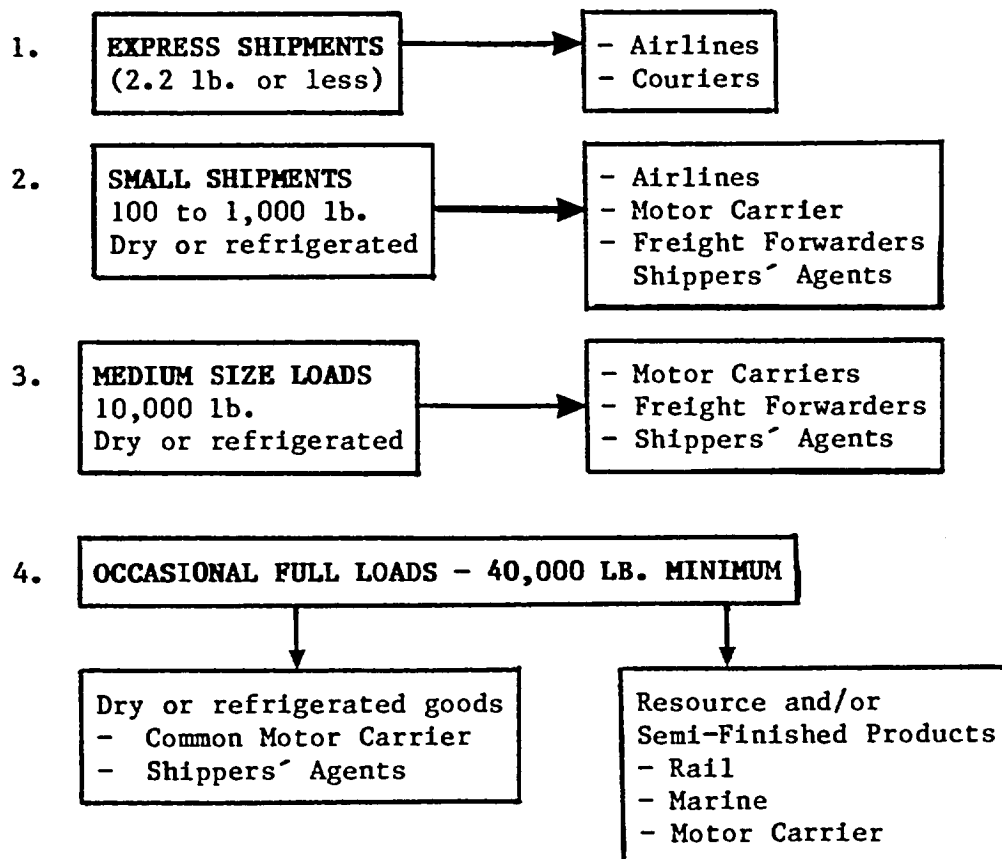 1. EXPRESS SHIPMENTS
(2.2 lb. or less)
- Airlines
- Couriers
2. SMALL SHIPMENTS
100 to 1,000 lb.
Dry or refrigerated
- Airlines
- Motor Carrier
- Freight Forwarders
Shippers´ Agents
3. MEDIUM SIZE LOADS
10,000 lb.
Dry or refrigerated
- Motor Carriers
- Freight Forwarders
- Shippers´ Agents
4. OCCASIONAL FULL LOADS - 40,000 LB. MINIMUM
Dry or refrigerated goods
- Common Motor Carrier
- Shippers´ Agents
Resource and/or
Semi-Finished Products
- Rail
- Marine
- Motor Carrier